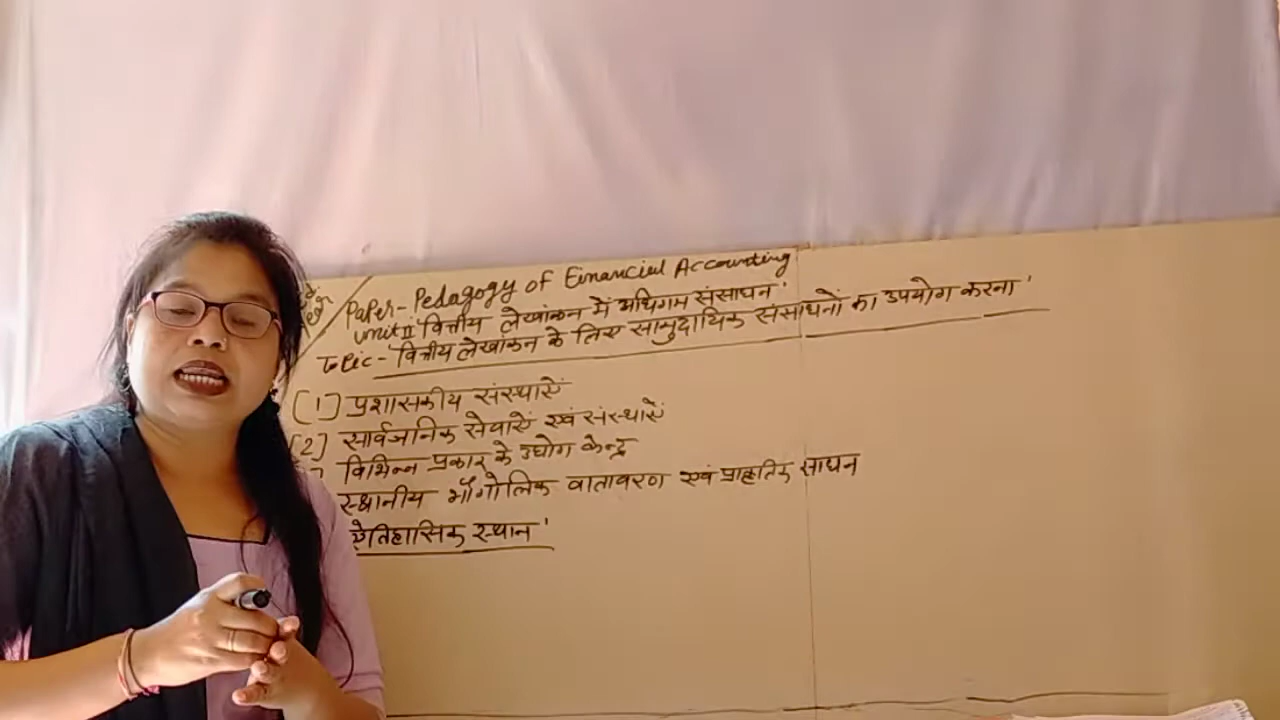 Paper- Pedagogy of Financial Accounting
Unit II 'वित्तीय लेखांकन में अधिगम संसाधन'
Topic- 'वित्तीय लेखांकन के लिए सामुदायिक संसाधनों का उपयोग करना'
[1] प्रशासकीय संस्थाऐं
[2] सार्वजनिक सेवाऐं एवं संस्थाऐं
विभिन्न प्रकार के उद्योग केन्द्र
स्थानीय भौगोलिक वातावरण एवं प्राकृतिक साधन
ऐतिहासिक स्थान'